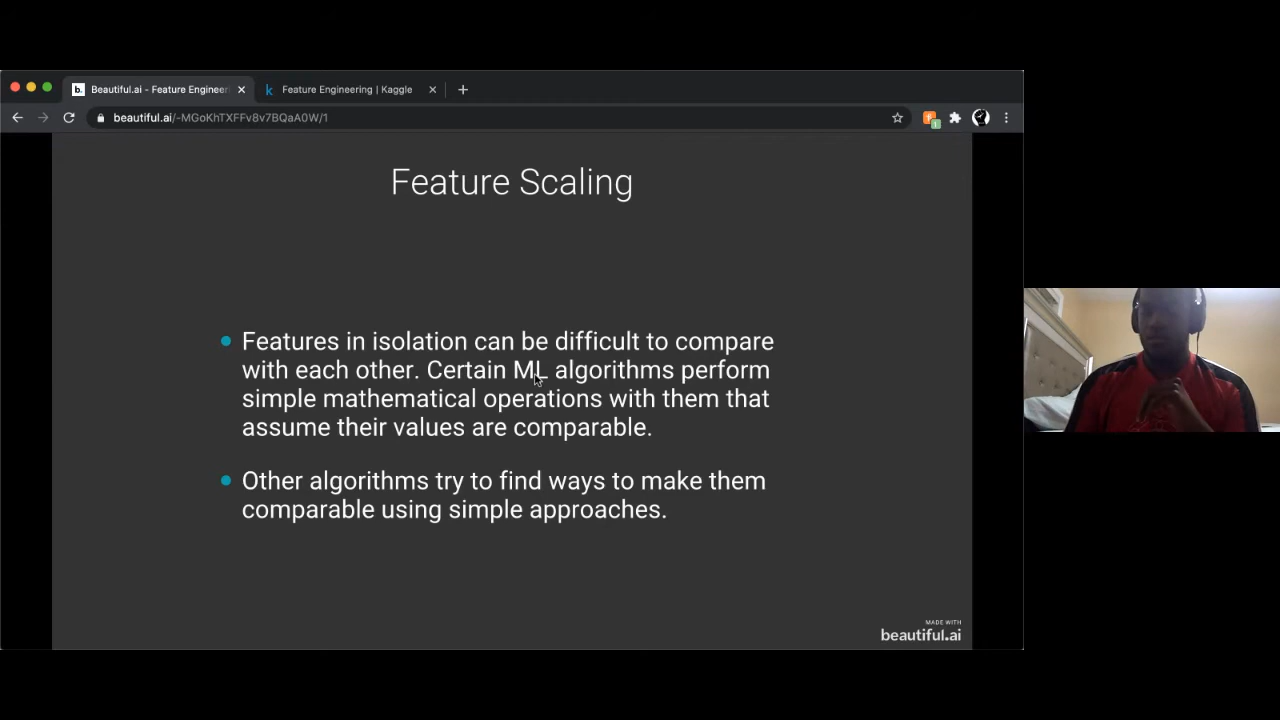 b.
Beautiful.ai - Feature Engineer
k
Feature Engineering | Kaggle
beautiful.ai/-MGoKhTXFFv8v7BQaA0W/1
1
Feature Scaling
Features in isolation can be difficult to compare
with each other. Certain ML algorithms perform
simple mathematical operations with them that
assume their values are comparable.
Other algorithms try to find ways to make them
comparable using simple approaches.
MADE WITH
beautiful.ai